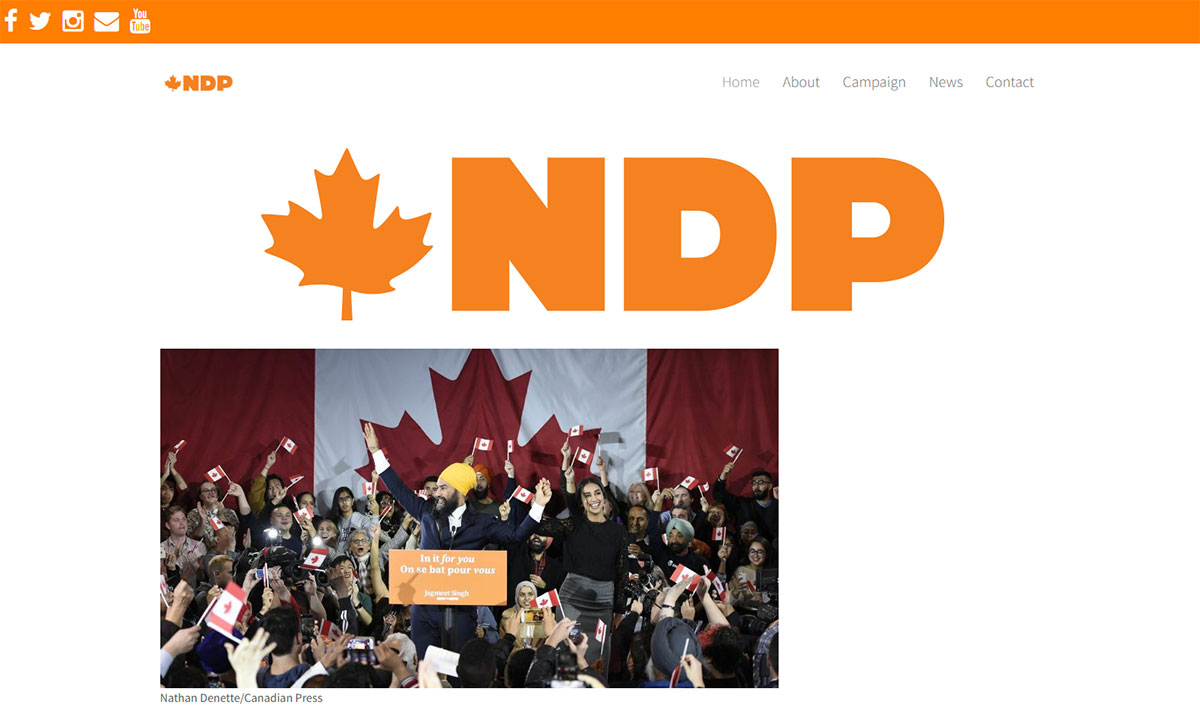 You
Tube
NDP
Home About Campaign News Contact
NDP
In it for you
On se bat pour vous
Jagmeet Singh
Nathan Denette/Canadian Press